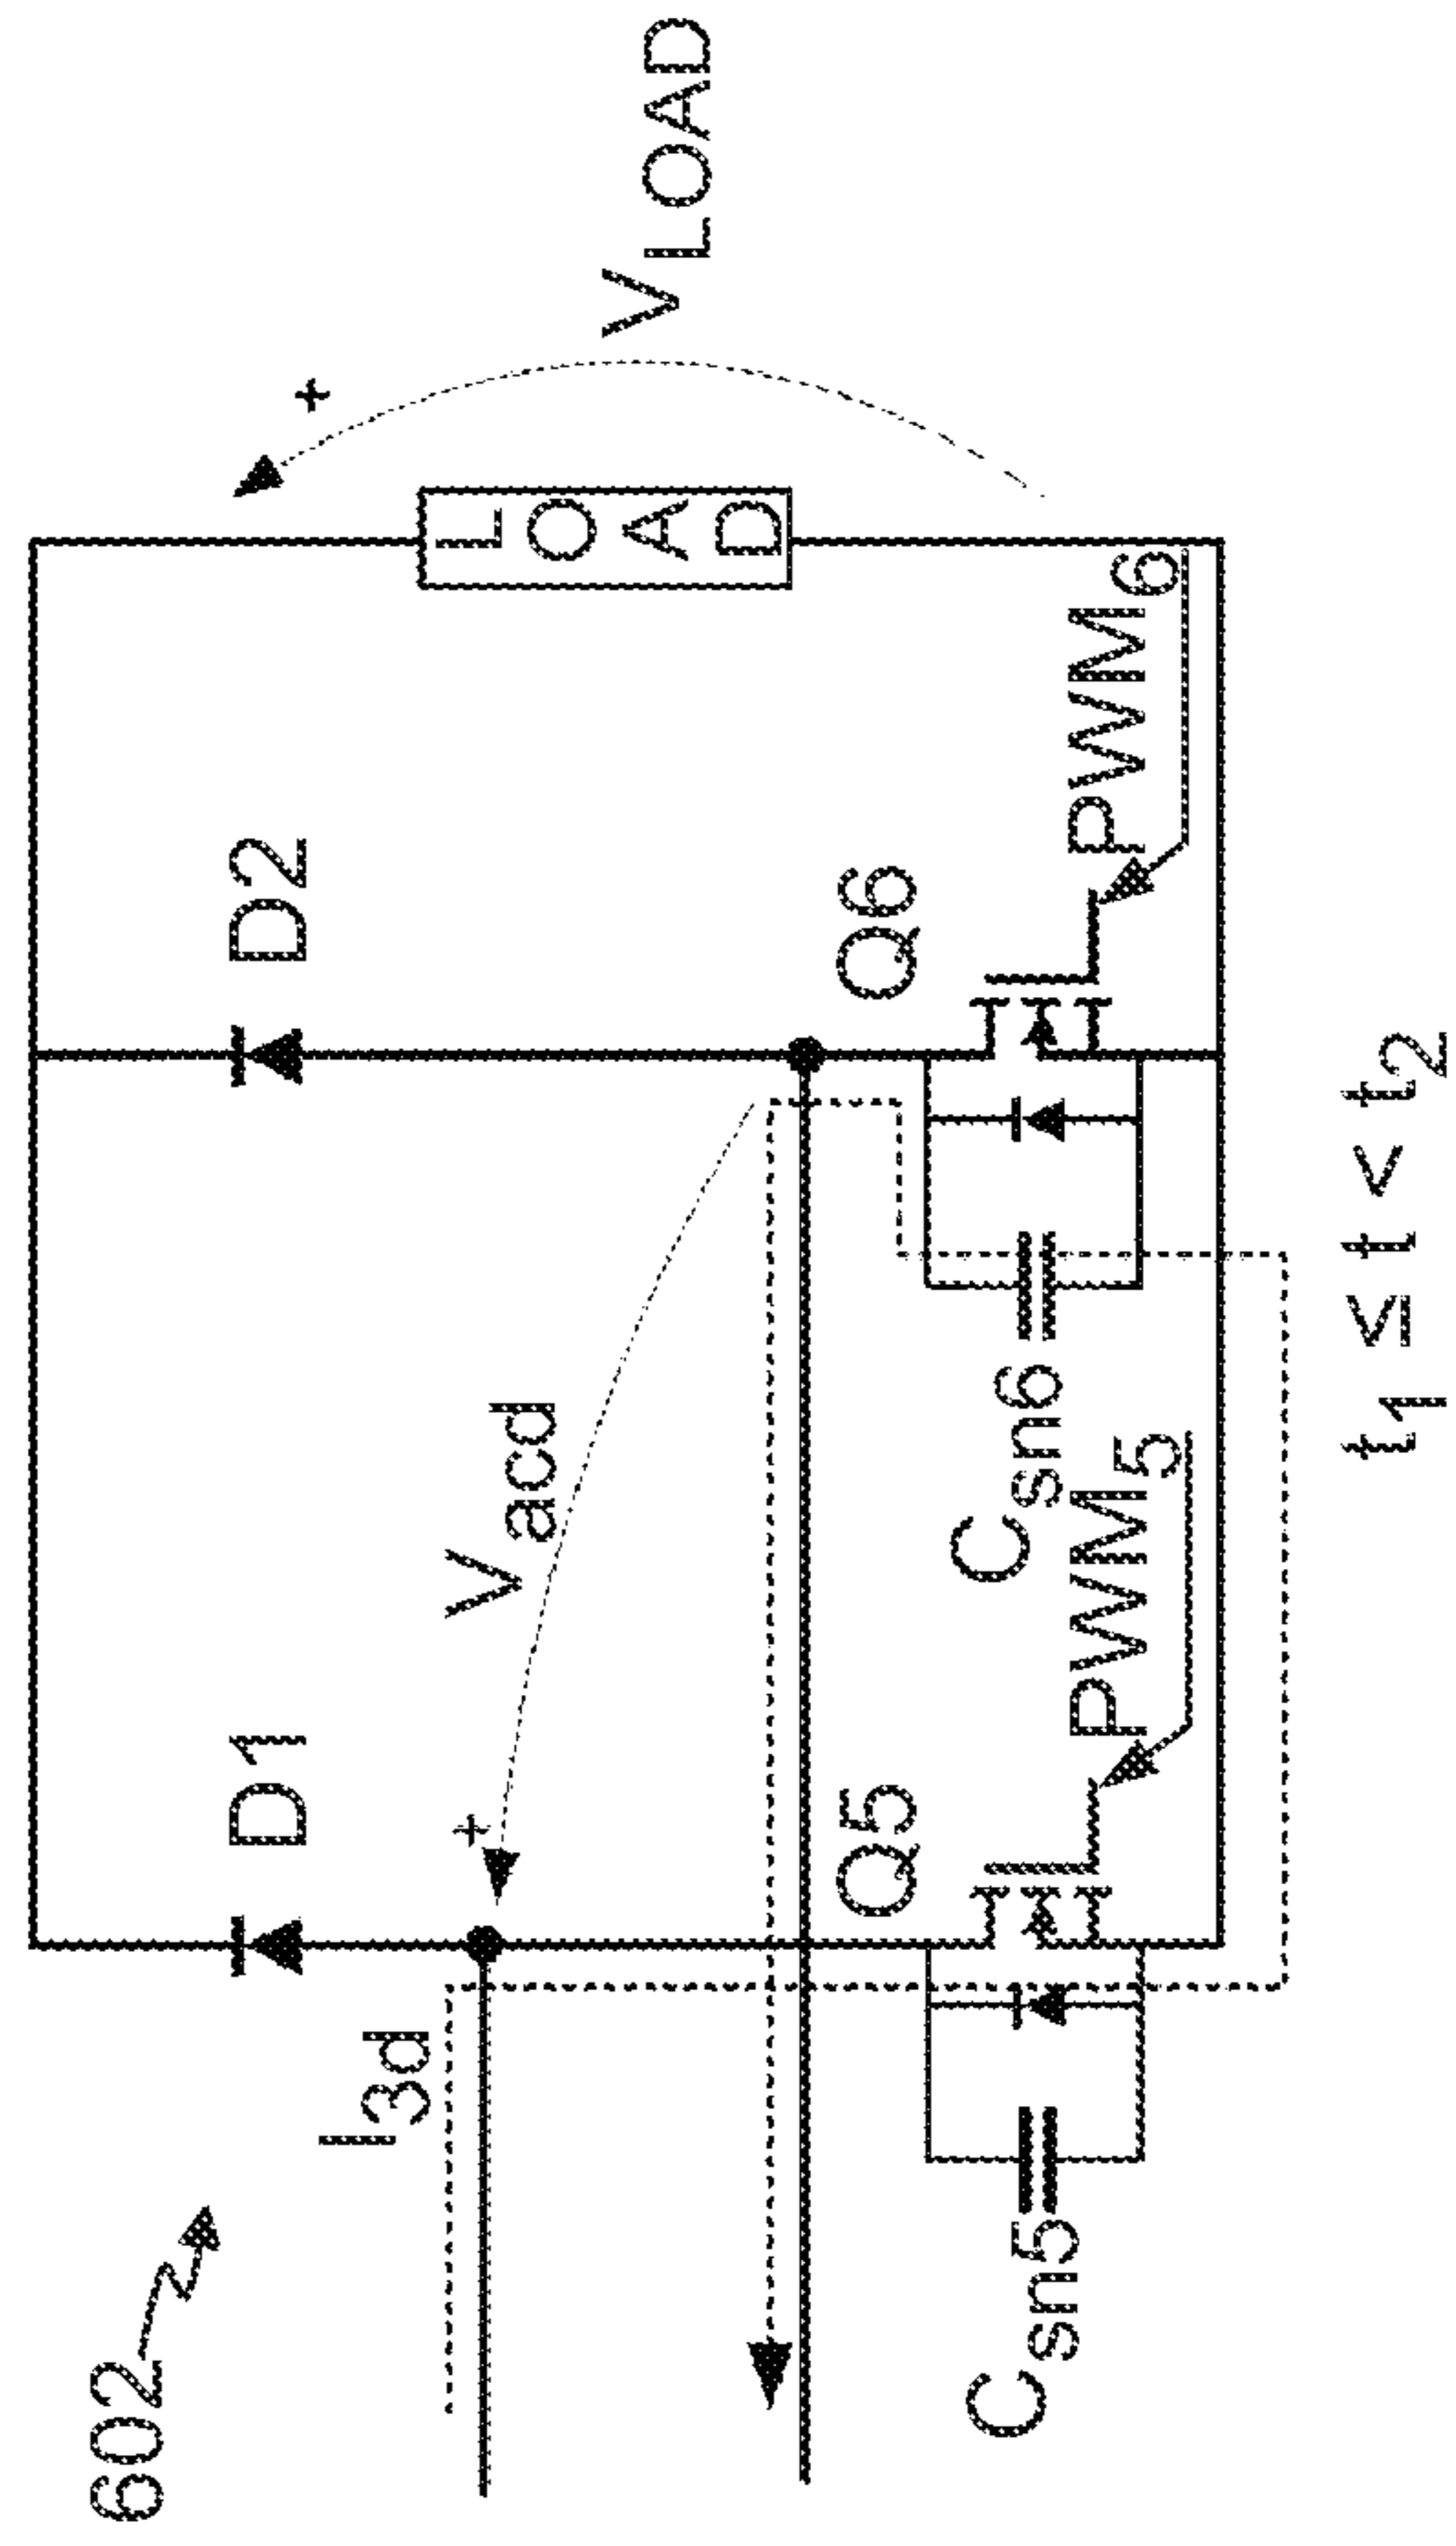 602
I3d
D1
D2
Vacd
+
+
VLOAD
LOAD
Q5
Q6
Csn5
PWM5
Csn6
PWM6
t1 ≤ t < t2